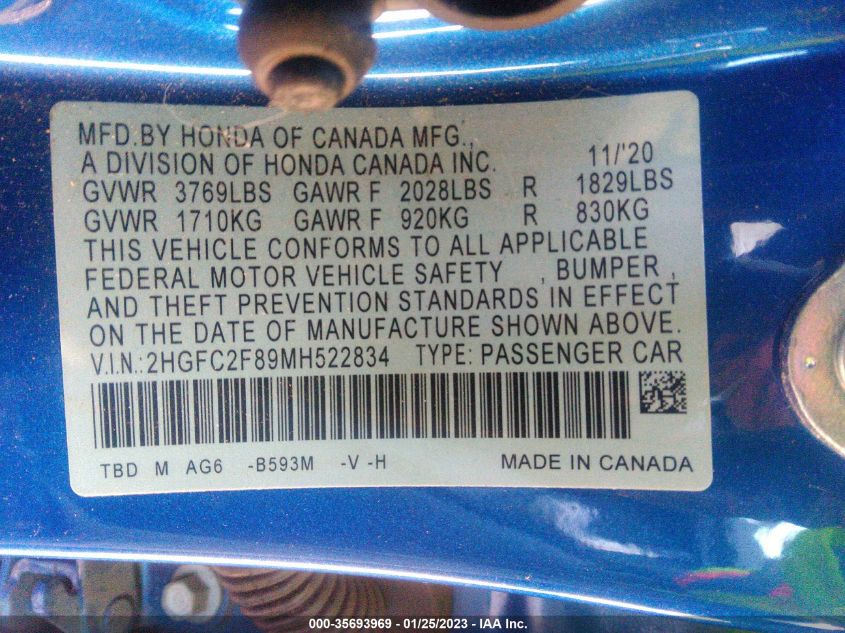 MFD.BY HONDA OF CANADA MFG.,
A DIVISION OF HONDA CANADA INC. 11/'20
GVWR 3769LBS GAWR F 2028LBS R 1829LBS
GVWR 1710KG GAWR F 920KG R 830KG
THIS VEHICLE CONFORMS TO ALL APPLICABLE
FEDERAL MOTOR VEHICLE SAFETY , BUMPER ,
AND THEFT PREVENTION STANDARDS IN EFFECT
ON THE DATE OF MANUFACTURE SHOWN ABOVE.
V.I.N.:2HGFC2F89MH522834 TYPE: PASSENGER CAR
TBD M AG6 -B593M -V -H MADE IN CANADA
000-35693969 - 01/25/2023 - IAA Inc.